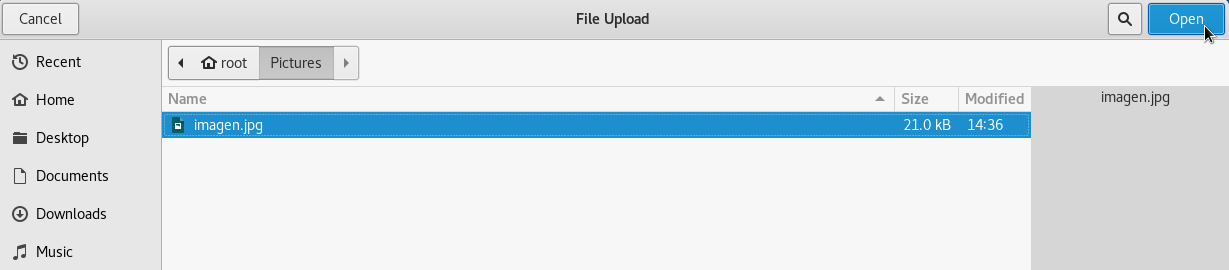 Cancel File Upload Open
Recent root Pictures
Home Name Size Modified imagen.jpg
imagen.jpg 21.0 kB 14:36
Desktop
Documents
Downloads
Music